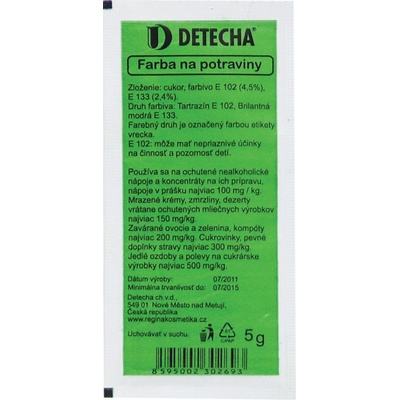 DETECHA®
Farba na potraviny
Zloženie: cukor, farbivo E 102 (4,5%),
E 133 (2,4%).
Druh farbiva: Tartrazín E 102, Brilantná
modrá E 133.
Farebný druh je označený farbou etikety
vrecka.
E 102: môže mať nepriaznivé účinky
na činnosť a pozornosť detí.
Používa sa na ochutené nealkoholické
nápoje a koncentráty na ich prípravu,
nápoje v prášku najviac 100 mg / kg.
Mrazené krémy, zmrzliny, dezerty
vrátane ochutených mliečnych výrobkov
najviac 150 mg/kg.
Zavárané ovocie a zelenina, kompóty
najviac 200 mg/kg. Cukrovinky, pevné
doplnky stravy najviac 300 mg/kg.
Jedlé ozdoby a polevy na cukrárske
výrobky najviac 500 mg/kg.
Dátum výroby: 07/2011
Minimálna trvanlivosť do: 07/2015
Detecha ch.v.d.,
549 01 Nové Město nad Metují,
Česká republika
www.reginakosmetika.cz
Uchovávať v suchu.
C/PAP
5g
8595002302693